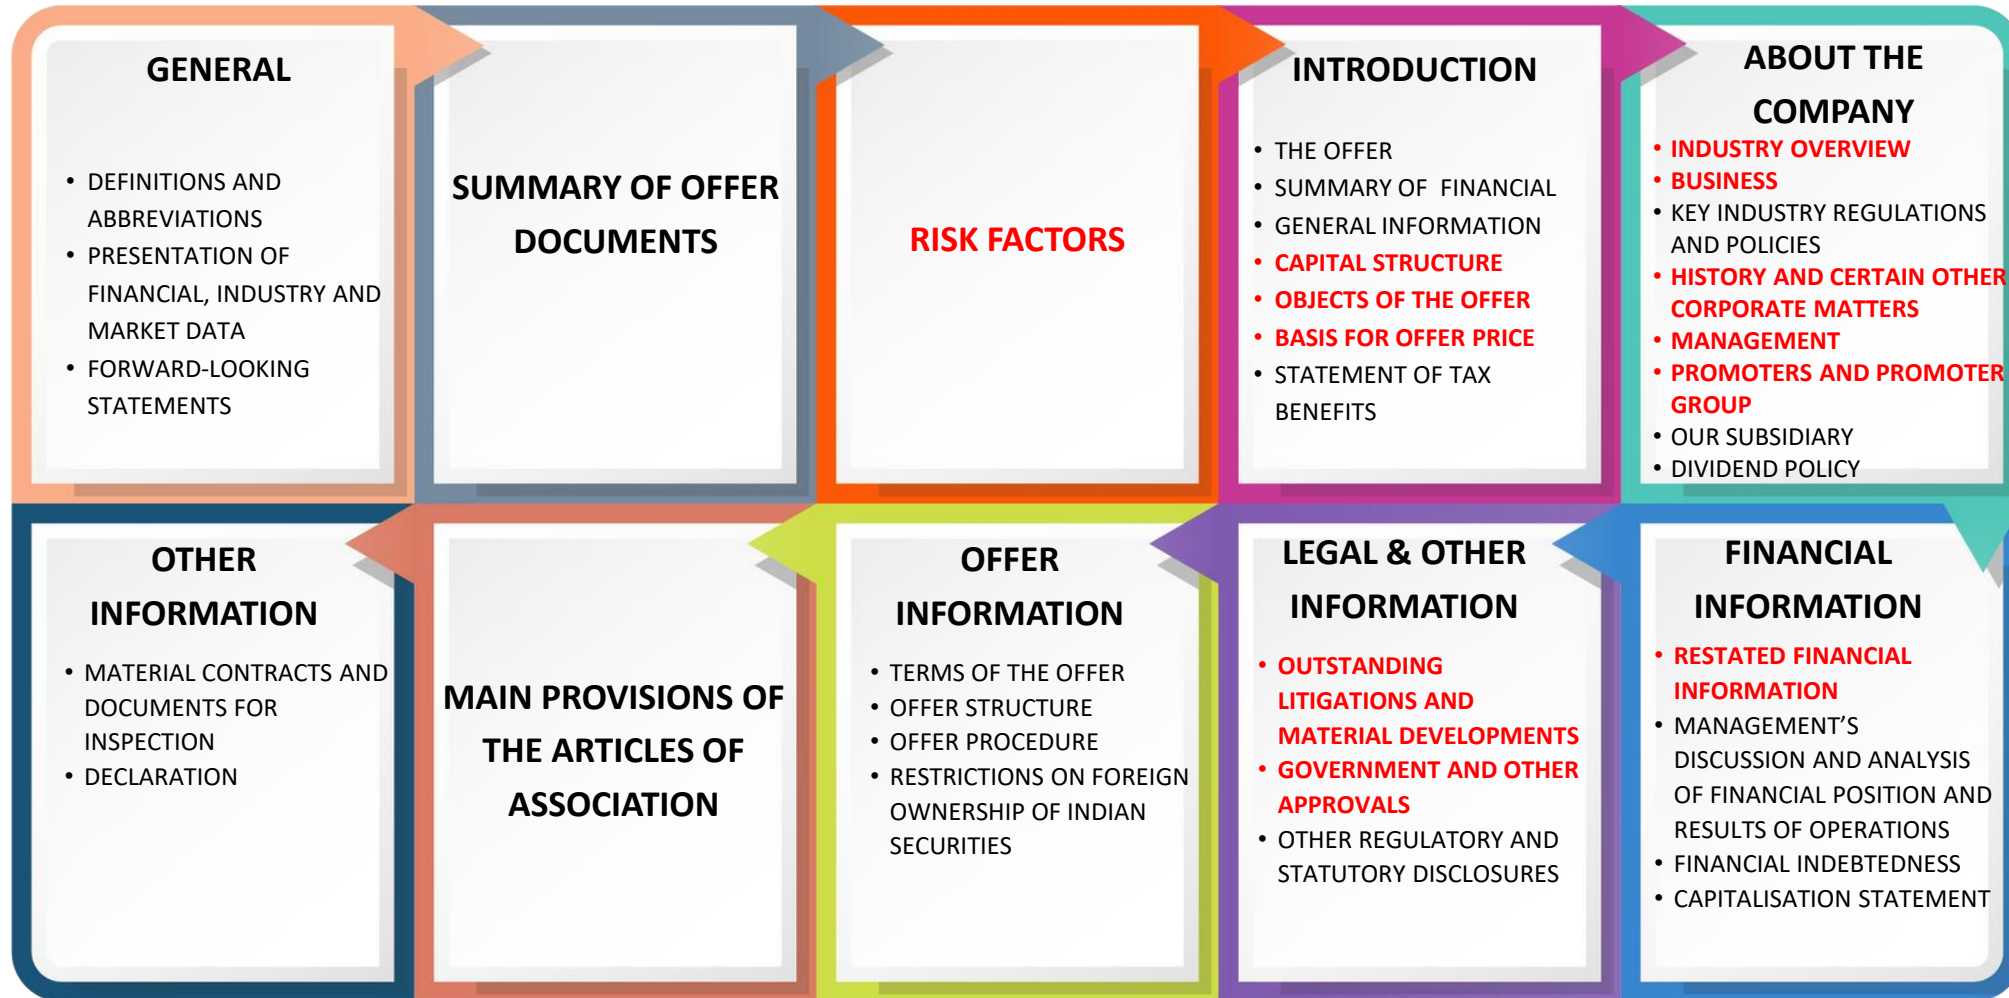 GENERAL
• DEFINITIONS AND
ABBREVIATIONS
• PRESENTATION OF
FINANCIAL, INDUSTRY AND
MARKET DATA
• FORWARD-LOOKING
STATEMENTS
SUMMARY OF OFFER
DOCUMENTS
RISK FACTORS
INTRODUCTION
• THE OFFER
• SUMMARY OF FINANCIAL
• GENERAL INFORMATION
• CAPITAL STRUCTURE
• OBJECTS OF THE OFFER
• BASIS FOR OFFER PRICE
• STATEMENT OF TAX
BENEFITS
ABOUT THE
COMPANY
• INDUSTRY OVERVIEW
• BUSINESS
• KEY INDUSTRY REGULATIONS
AND POLICIES
• HISTORY AND CERTAIN OTHER
CORPORATE MATTERS
• MANAGEMENT
• PROMOTERS AND PROMOTER
GROUP
• OUR SUBSIDIARY
• DIVIDEND POLICY
FINANCIAL
INFORMATION
• RESTATED FINANCIAL
INFORMATION
• MANAGEMENT’S
DISCUSSION AND ANALYSIS
OF FINANCIAL POSITION AND
RESULTS OF OPERATIONS
• FINANCIAL INDEBTEDNESS
• CAPITALISATION STATEMENT
LEGAL & OTHER
INFORMATION
• OUTSTANDING
LITIGATIONS AND
MATERIAL DEVELOPMENTS
• GOVERNMENT AND OTHER
APPROVALS
• OTHER REGULATORY AND
STATUTORY DISCLOSURES
OFFER
INFORMATION
• TERMS OF THE OFFER
• OFFER STRUCTURE
• OFFER PROCEDURE
• RESTRICTIONS ON FOREIGN
OWNERSHIP OF INDIAN
SECURITIES
MAIN PROVISIONS OF
THE ARTICLES OF
ASSOCIATION
OTHER
INFORMATION
• MATERIAL CONTRACTS AND
DOCUMENTS FOR
INSPECTION
• DECLARATION